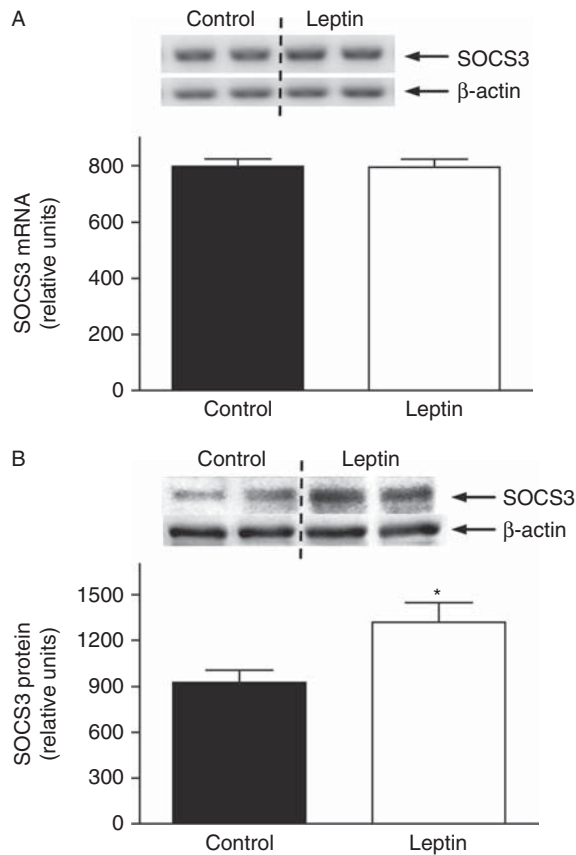 A
Control Leptin
SOCS3
β-actin
SOCS3 mRNA
(relative units)
800
600
400
200
0
Control Leptin
B
Control Leptin
SOCS3
β-actin
SOCS3 protein
(relative units)
1500
1200
900
600
300
0
*
Control Leptin